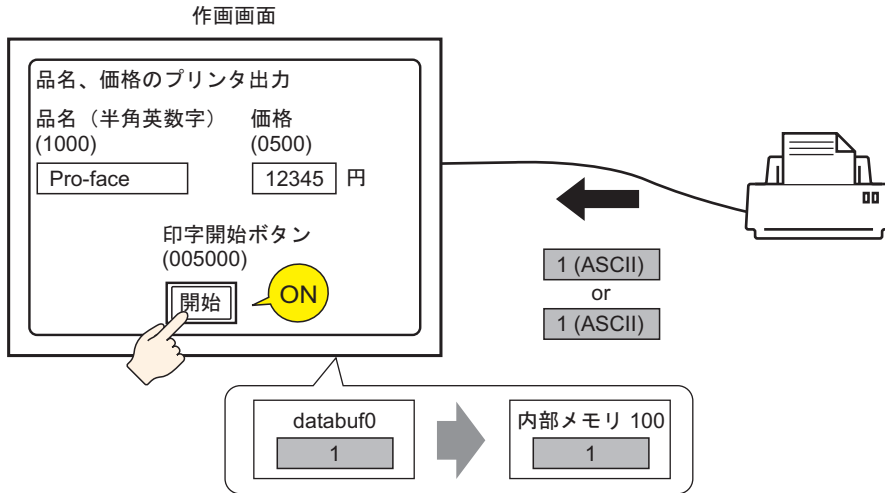 作画画面
品名、価格のプリンタ出力
品名（半角英数字） 価格
(1000) (0500)
Pro-face 12345 円
印字開始ボタン
(005000)
開始 ON
1 (ASCII)
or
1 (ASCII)
databuf0 内部メモリ 100
1 1